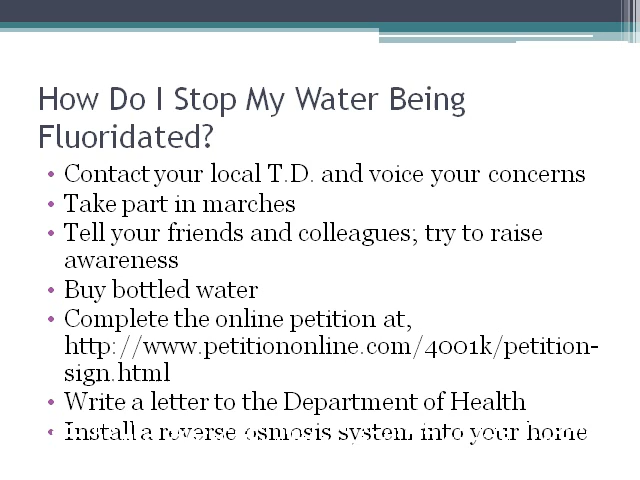 How Do I Stop My Water Being
Fluoridated?
• Contact your local T.D. and voice your concerns
• Take part in marches
• Tell your friends and colleagues; try to raise
awareness
• Buy bottled water
• Complete the online petition at,
http://www.petitiononline.com/4001k/petition-
sign.html
• Write a letter to the Department of Health
• Install a reverse osmosis system into your home